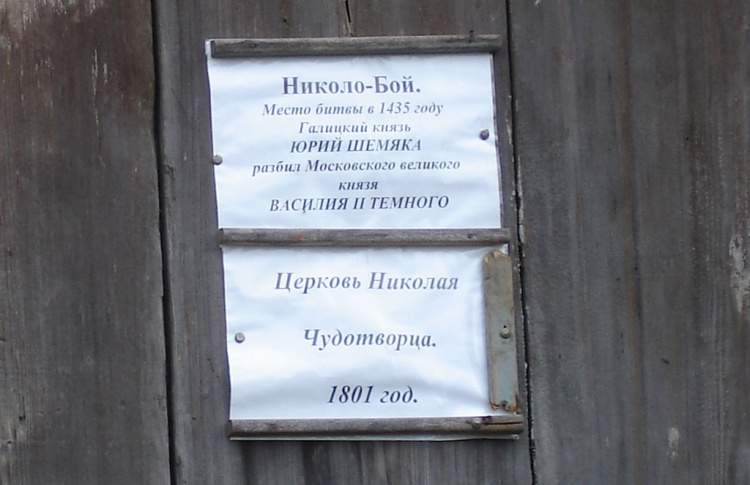 Николо-Бой.
Место битвы в 1435 году
Галицкий князь
ЮРИЙ ШЕМЯКА
разбил Московского великого
князя
ВАСИЛИЯ II ТЕМНОГО
Церковь Николая
Чудотворца.
1801 год.